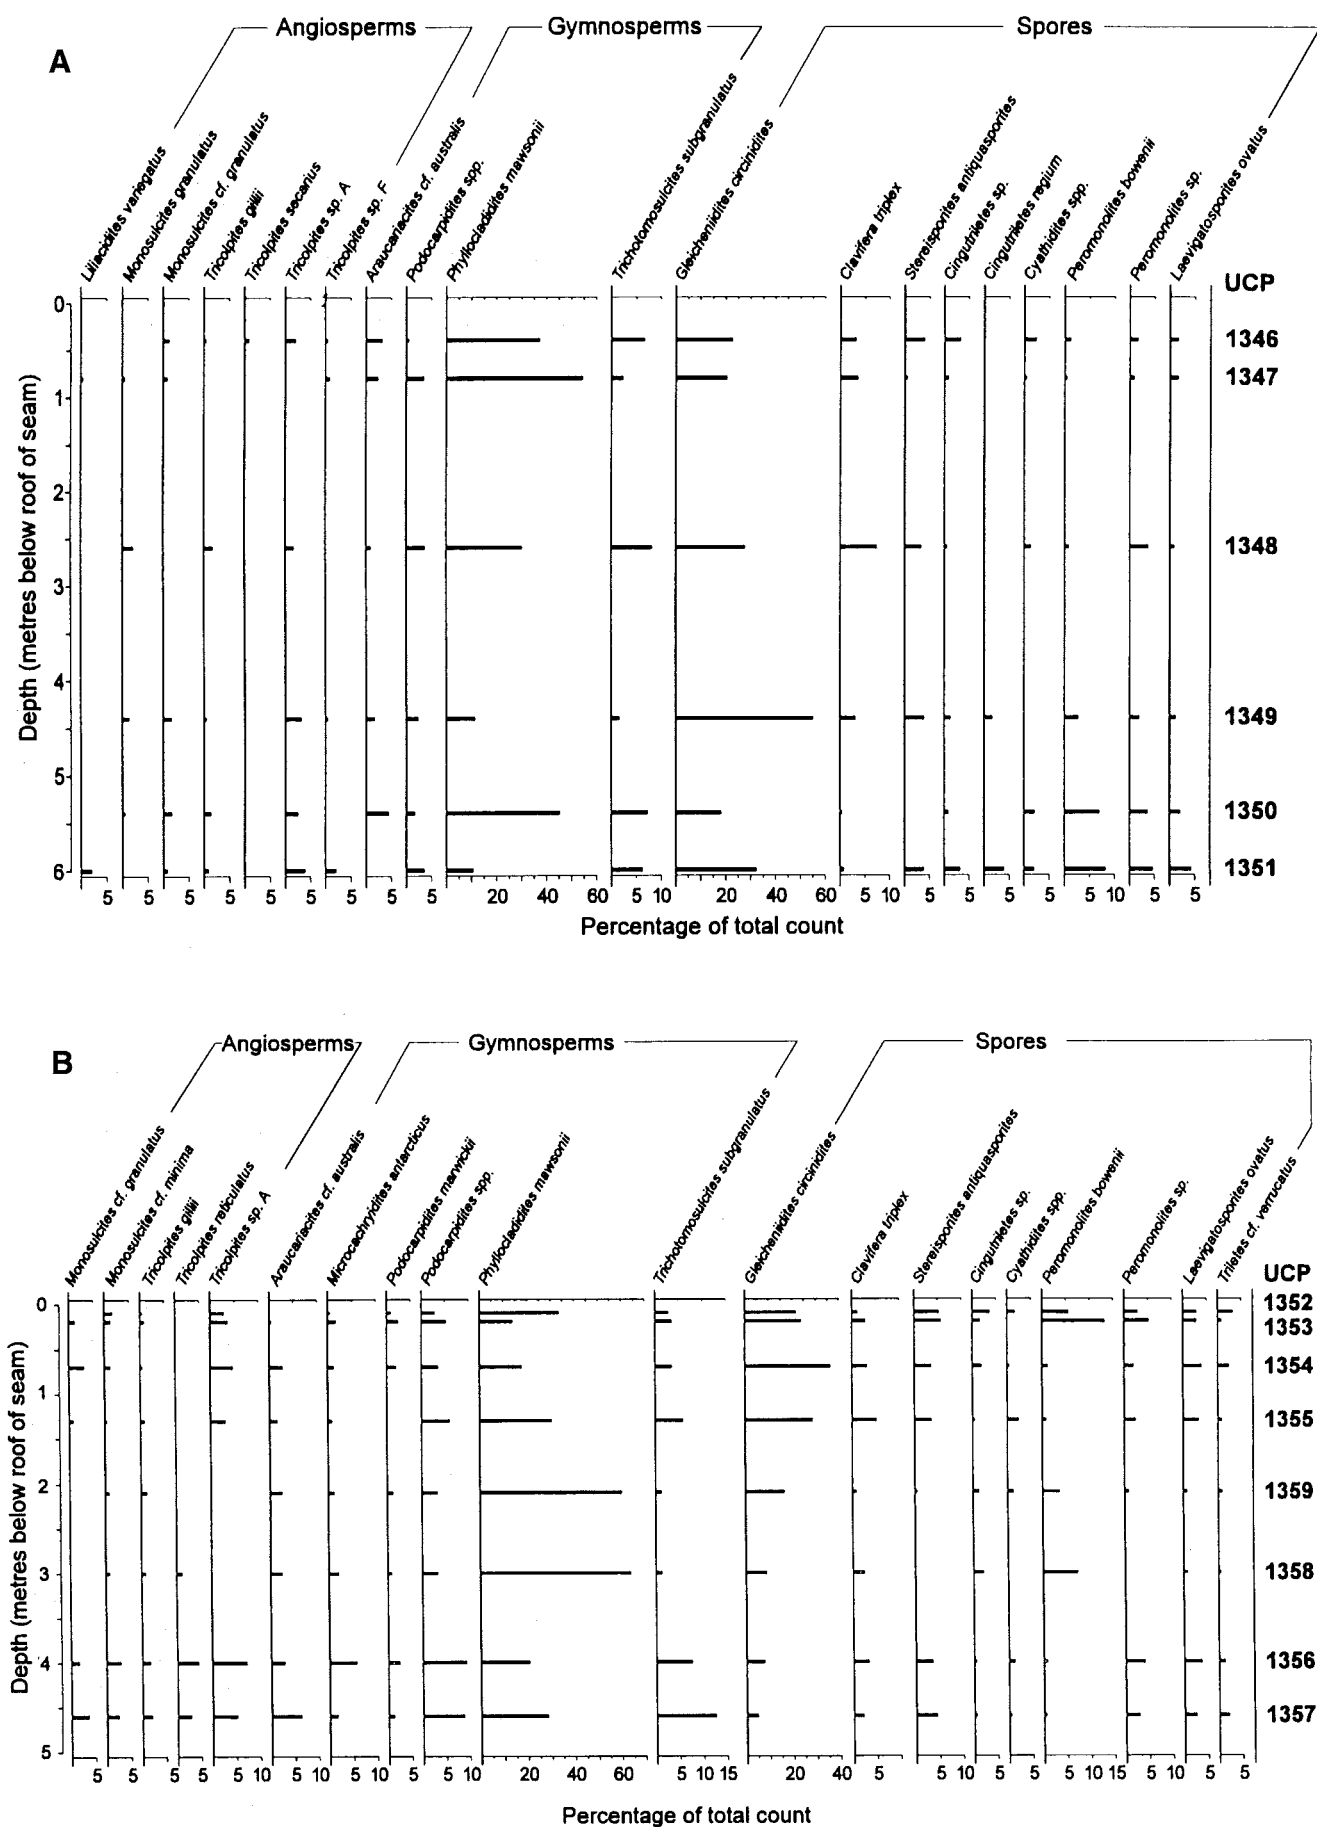 A
Angiosperms Gymnosperms Spores
Liliacidites variegatus
Monosulcites granulatus
Monosulcites cf. granulatus
Tricolpites gillii
Tricolpites secarius
Tricolpites sp. A
Tricolpites sp. F
Araucariacites cf. australis
Podocarpidites spp.
Phyllocladidites mawsonii
Trichotomosulcites subgranulatus
Gleicheniidites circinidites
Clavifera triplex
Stereisporites antiquasporites
Cingutriletes sp.
Cingutriletes regium
Cyathidites spp.
Peromonolites bowenii
Peromonolites sp.
Laevigatosporites ovatus
UCP
0
1346
1347
1
2
1348
3
4
1349
5
1350
6
1351
Depth (metres below roof of seam)
5 5 5 5 5 5 5 5 5 20 40 60 5 10 20 40 60 5 10 5 5 5 5 5 10 5 5
Percentage of total count
B
Angiosperms Gymnosperms Spores
Monosulcites cf. granulatus
Monosulcites cf. minima
Tricolpites gillii
Tricolpites reticulatus
Tricolpites sp. A
Araucariacites cf. australis
Microcachryidites antarcticus
Podocarpidites marwickii
Podocarpidites spp.
Phyllocladidites mawsonii
Trichotomosulcites subgranulatus
Gleicheniidites circinidites
Clavifera triplex
Stereisporites antiquasporites
Cingutriletes sp.
Cyathidites spp.
Peromonolites bowenii
Peromonolites sp.
Laevigatosporites ovatus
Triletes cf. verrucatus
UCP
0
1352
1353
1354
1
1355
2
1359
3
1358
4
1356
1357
5
Depth (metres below roof of seam)
5 5 5 5 10 5 10 5 10 5 5 10 20 40 60 5 10 15 20 40 5 5 10 5 5 10 15 5 5 5
Percentage of total count